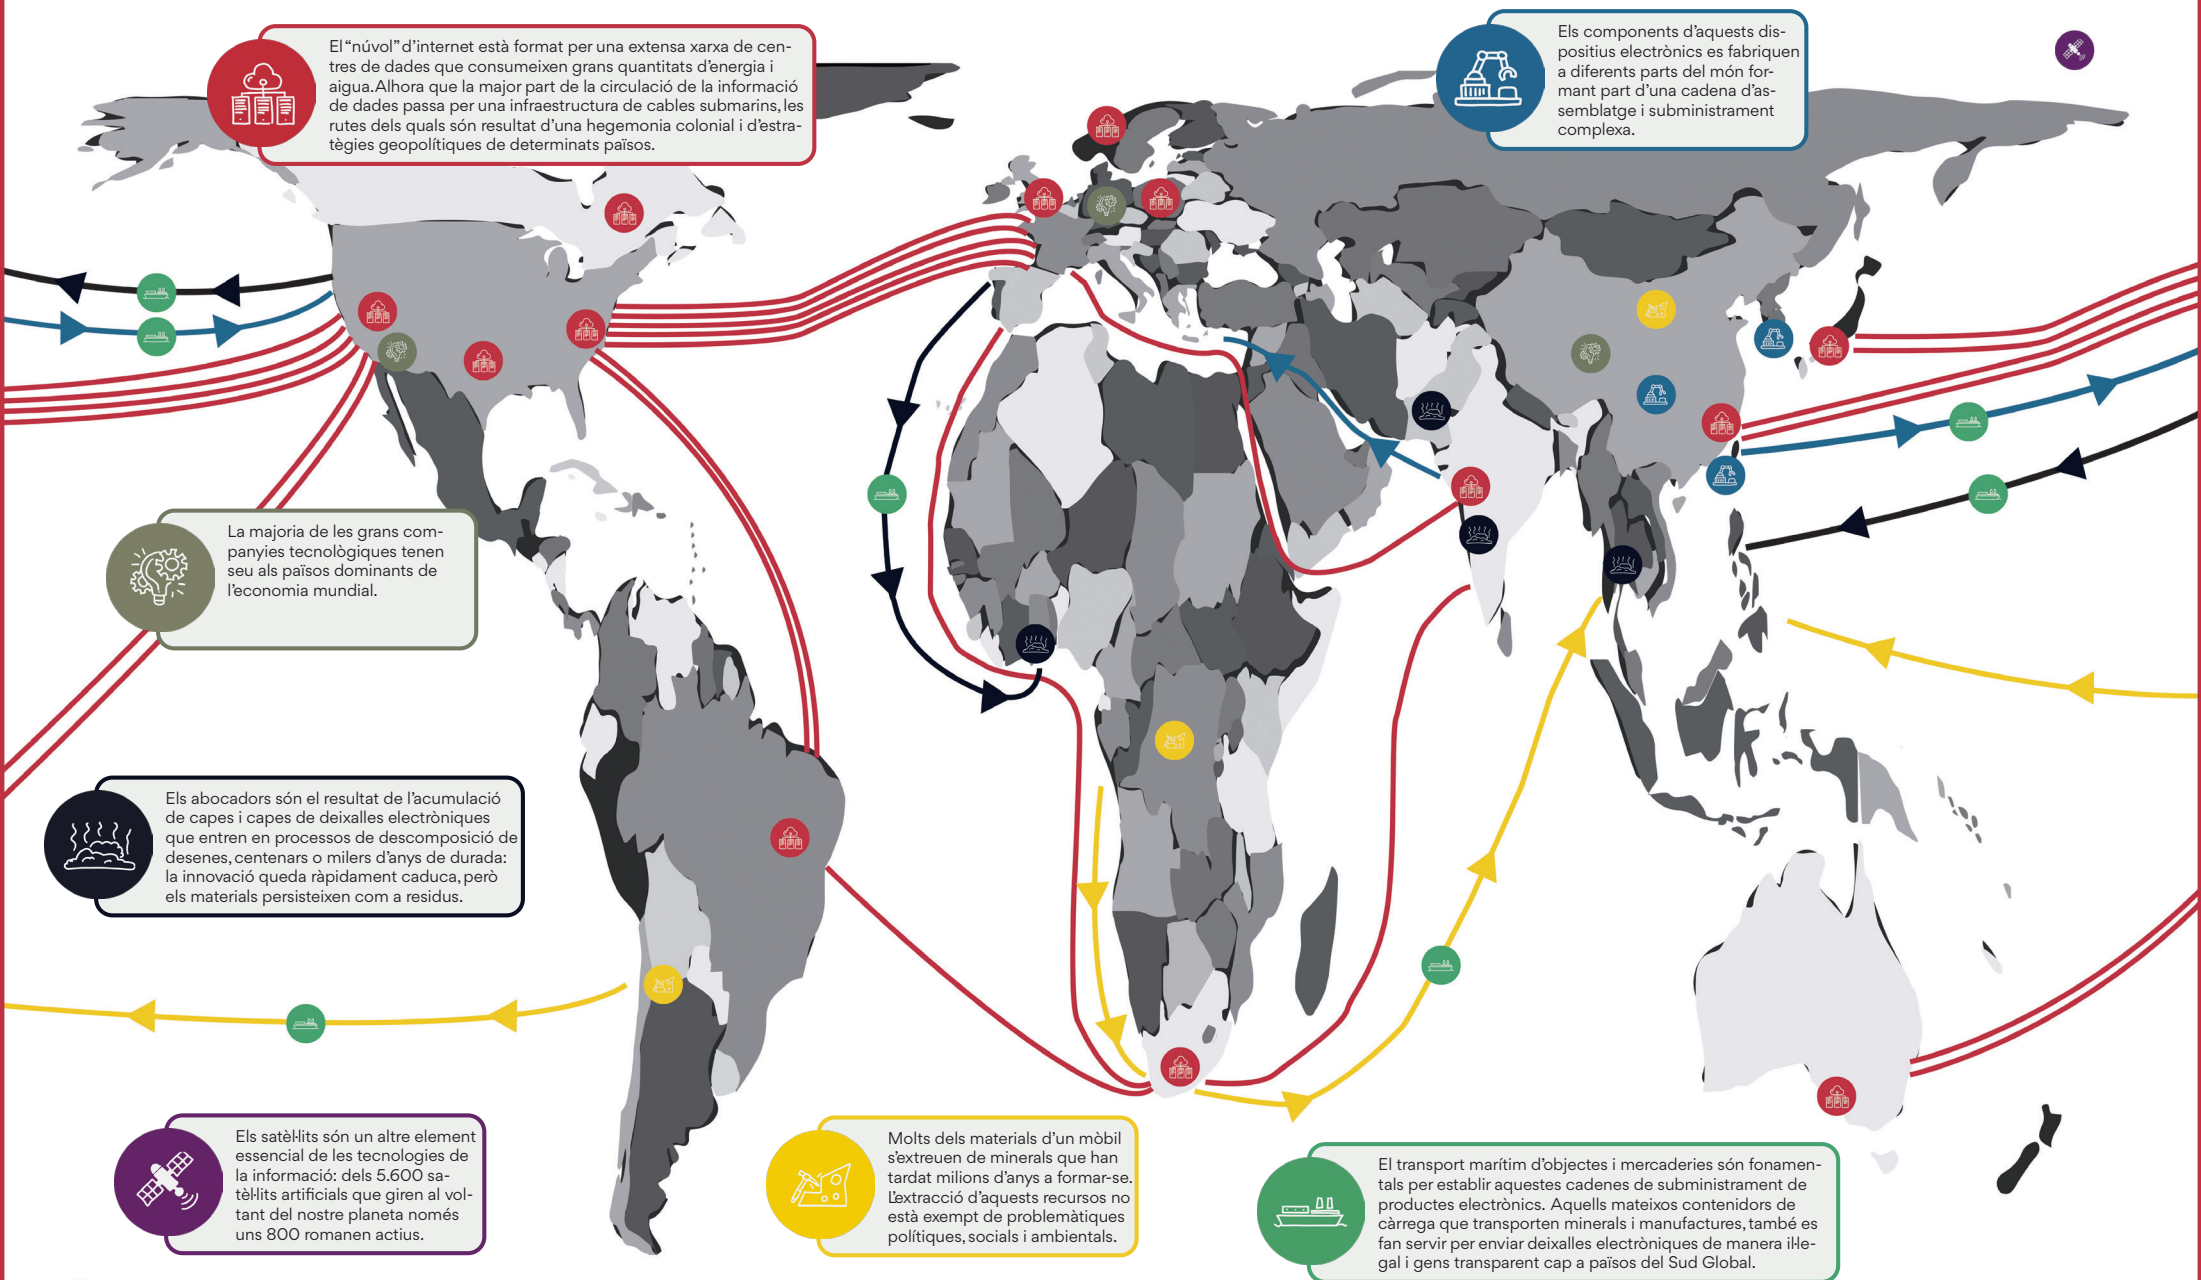 El “núvol” d’internet està format per una extensa xarxa de cen-
tres de dades que consumeixen grans quantitats d’energia i
aigua. Alhora que la major part de la circulació de la informació
de dades passa per una infraestructura de cables submarins, les
rutes dels quals són resultat d’una hegemonia colonial i d’estra-
tègies geopolítiques de determinats països.
Els components d’aquests dis-
positius electrònics es fabriquen
a diferents parts del món for-
mant part d’una cadena d’as-
semblatge i subministrament
complexa.
La majoria de les grans com-
panyies tecnològiques tenen
seu als països dominants de
l’economia mundial.
Els abocadors són el resultat de l’acumulació
de capes i capes de deixalles electròniques
que entren en processos de descomposició de
desenes, centenars o milers d’anys de durada:
la innovació queda ràpidament caduca, però
els materials persisteixen com a residus.
Els satèl·lits són un altre element
essencial de les tecnologies de
la informació: dels 5.600 sa-
tèl·lits artificials que giren al vol-
tant del nostre planeta només
uns 800 romanen actius.
Molts dels materials d’un mòbil
s’extreuen de minerals que han
tardat milions d’anys a formar-se.
L’extracció d’aquests recursos no
està exempt de problemàtiques
polítiques, socials i ambientals.
El transport marítim d’objectes i mercaderies són fonamen-
tals per establir aquestes cadenes de subministrament de
productes electrònics. Aquells mateixos contenidors de
càrrega que transporten minerals i manufactures, també es
fan servir per enviar deixalles electròniques de manera il·le-
gal i gens transparent cap a països del Sud Global.